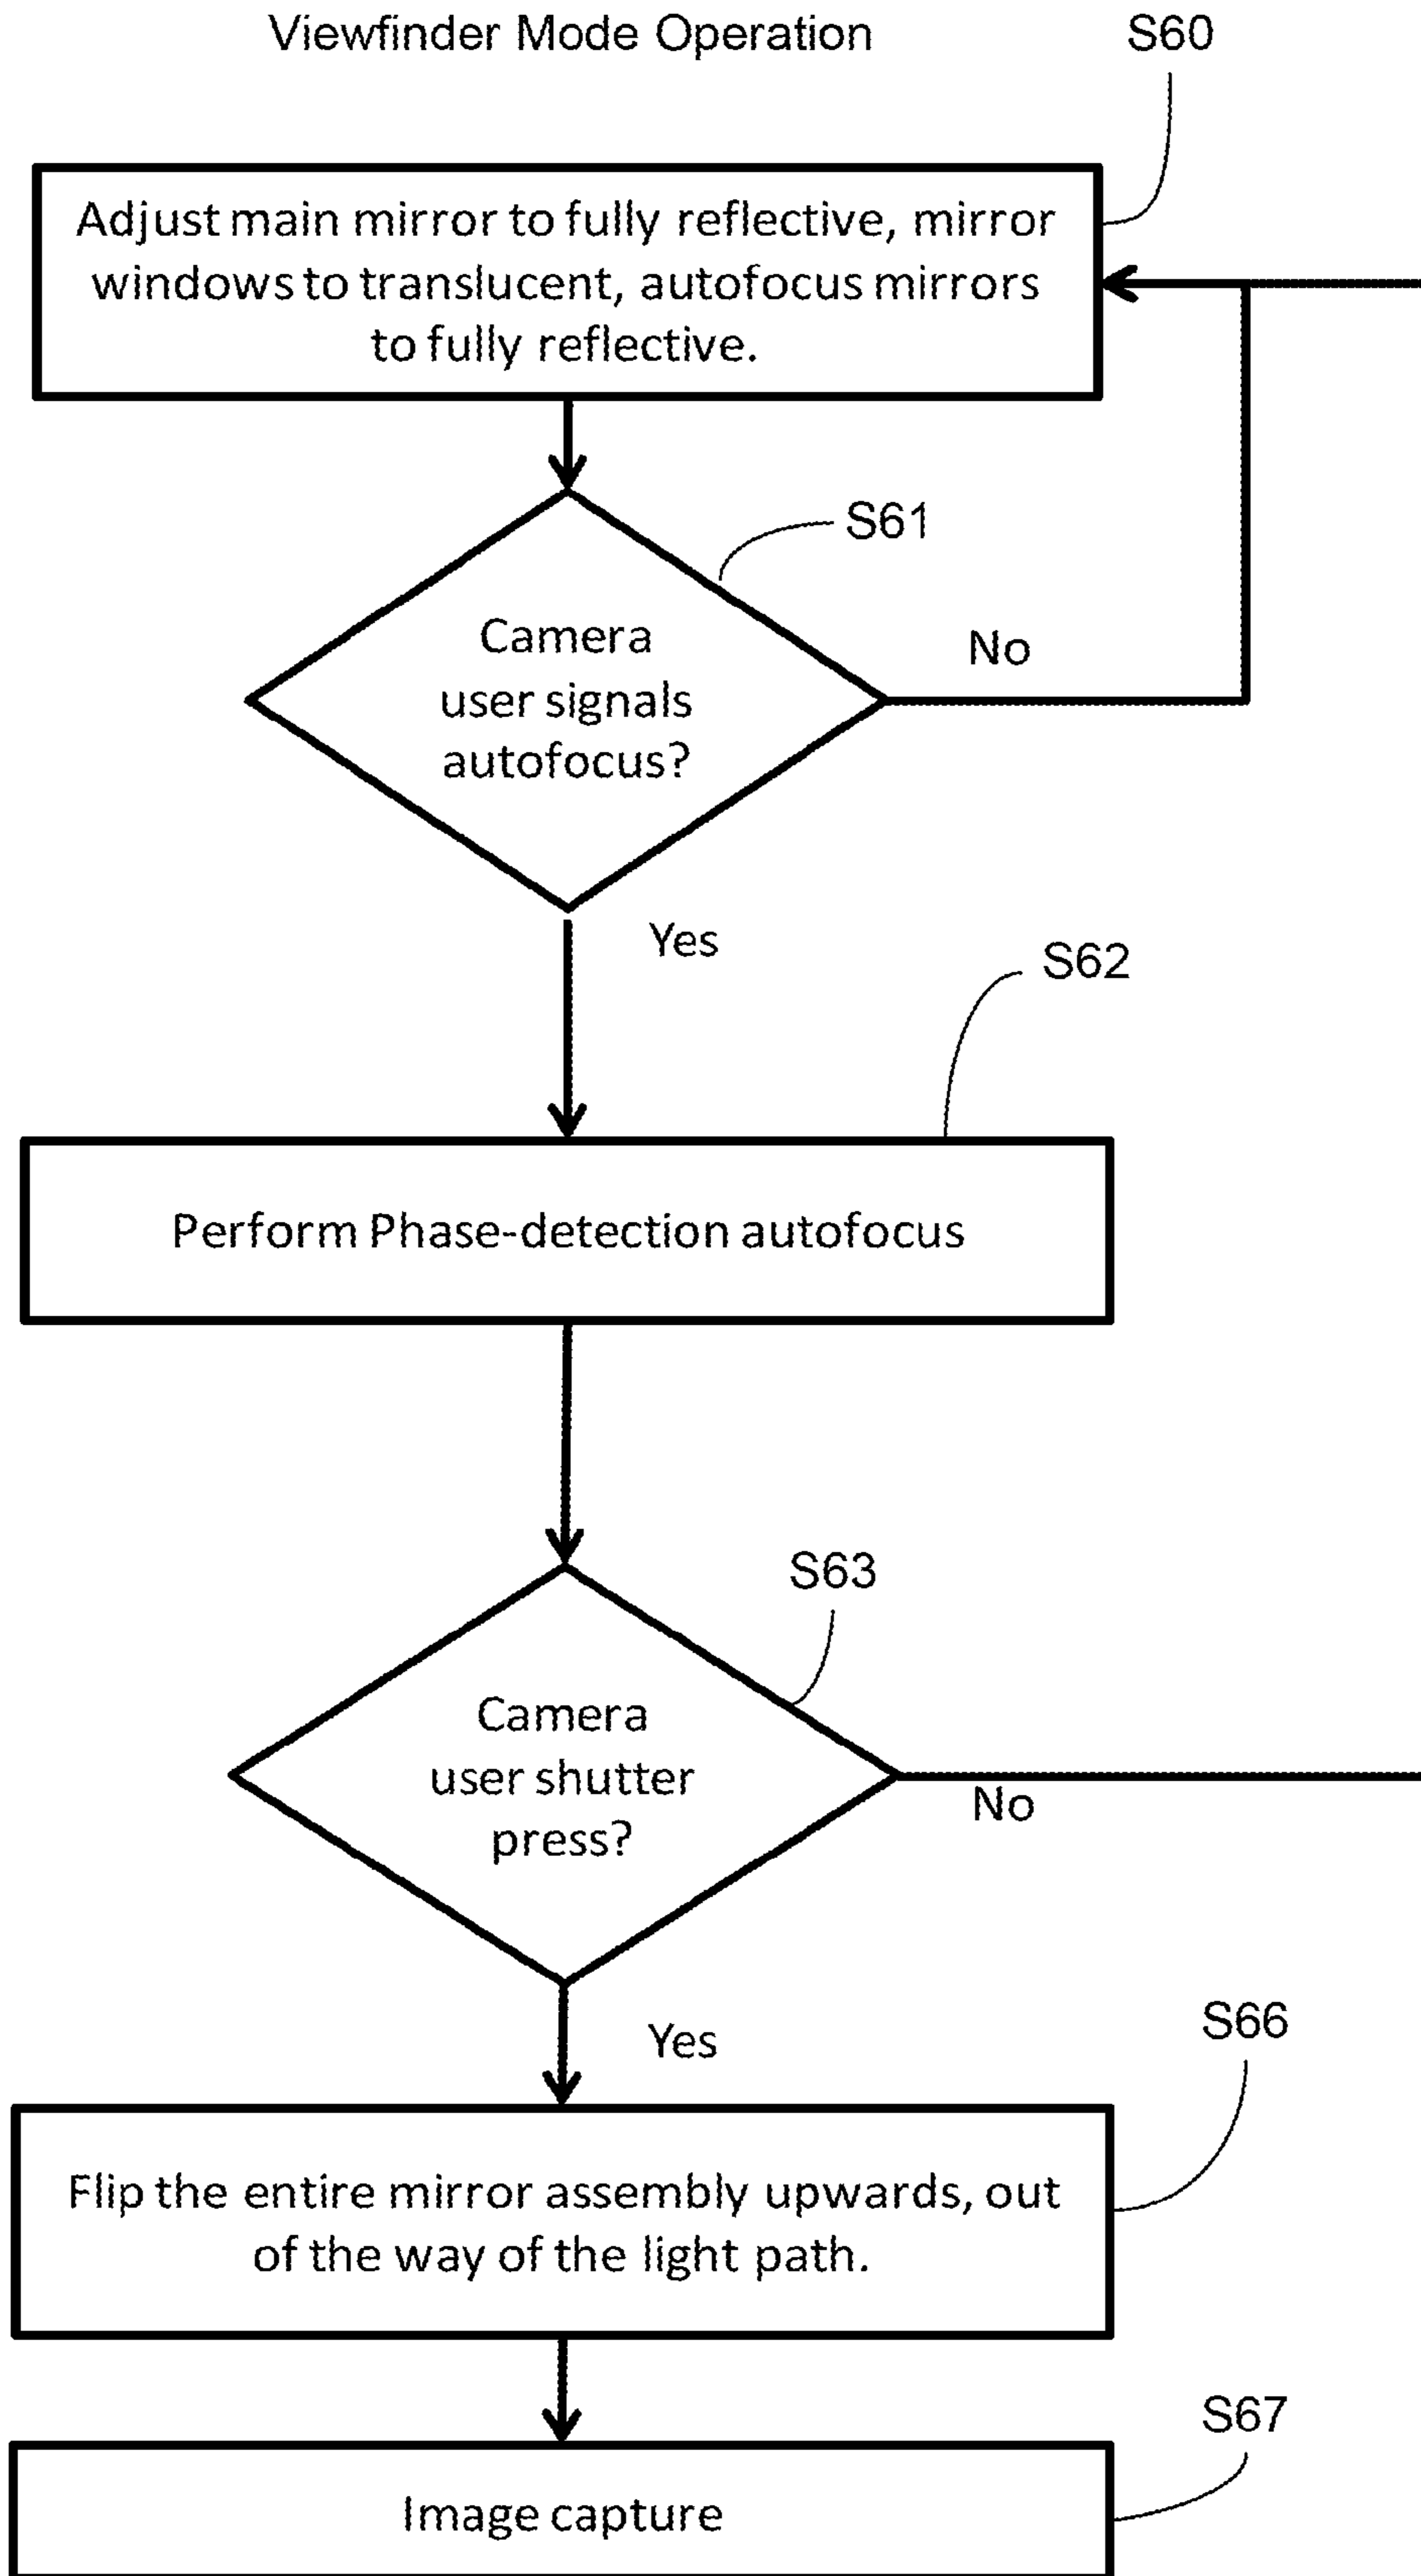 Viewfinder Mode Operation
S60
Adjust main mirror to fully reflective, mirror
windows to translucent, autofocus mirrors
to fully reflective.
S61
Camera
user signals
autofocus?
No
Yes
S62
Perform Phase-detection autofocus
S63
Camera
user shutter
press?
No
Yes
S66
Flip the entire mirror assembly upwards, out
of the way of the light path.
S67
Image capture